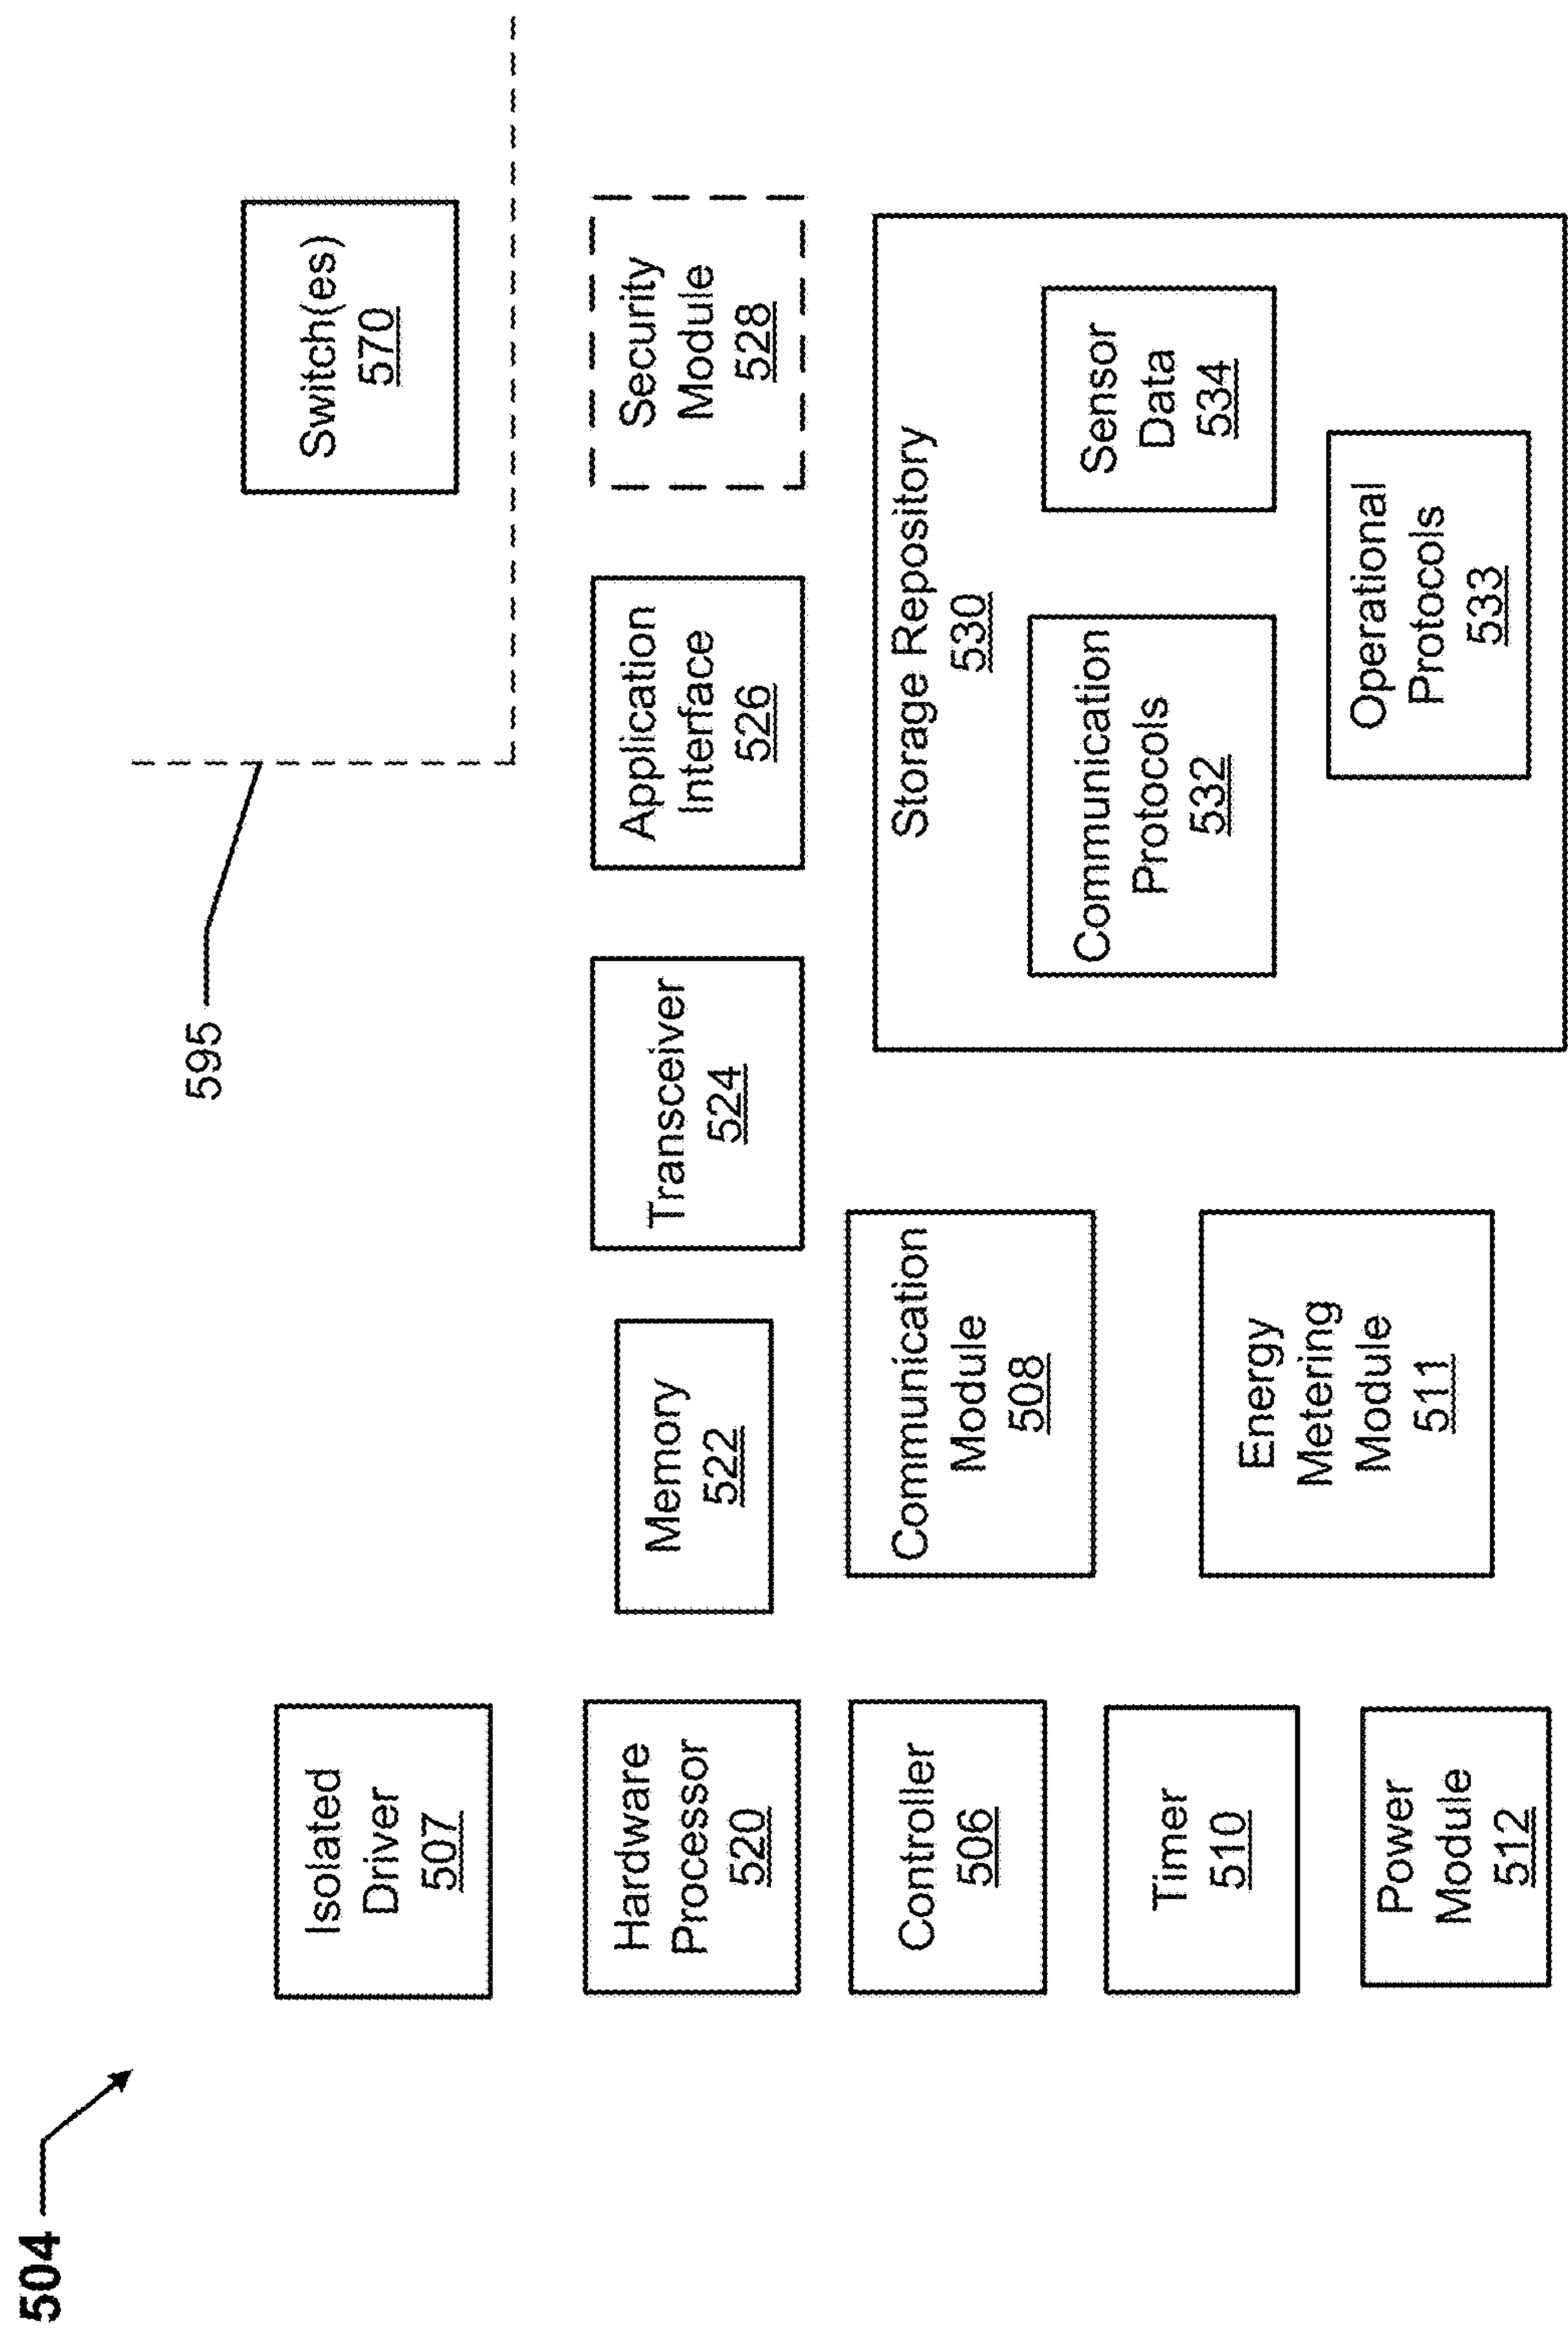 504
595
Isolated
Driver
507
Switch(es)
570
Hardware
Processor
520
Memory
522
Transceiver
524
Application
Interface
526
Security
Module
528
Controller
506
Communication
Module
508
Storage Repository
530
Communication
Protocols
532
Sensor
Data
534
Timer
510
Energy
Metering
Module
511
Operational
Protocols
533
Power
Module
512